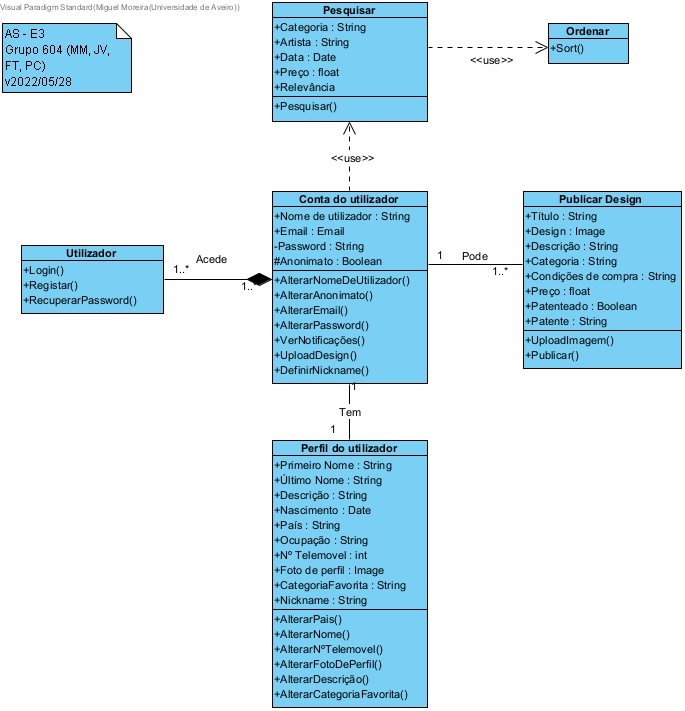 Visual Paradigm Standard(Miguel Moreira(Universidade de Aveiro))
AS - E3
Grupo 604 (MM, JV,
FT, PC)
v2022/05/28
Pesquisar
+Categoria : String
+Artista : String
+Data : Date
+Preço : float
+Relevância
+Pesquisar()
<<use>>
Ordenar
+Sort()
<<use>>
Utilizador
+Login()
+Registar()
+RecuperarPassword()
Acede
1..*
1..*
Conta do utilizador
+Nome de utilizador : String
+Email : Email
-Password : String
#Anonimato : Boolean
+AlterarNomeDeUtilizador()
+AlterarAnonimato()
+AlterarEmail()
+AlterarPassword()
+VerNotificações()
+UploadDesign()
+DefinirNickname()
1
Pode
1..*
Publicar Design
+Título : String
+Design : Image
+Descrição : String
+Categoria : String
+Condições de compra : String
+Preço : float
+Patenteado : Boolean
+Patente : String
+UploadImagem()
+Publicar()
1
Tem
1
Perfil do utilizador
+Primeiro Nome : String
+Último Nome : String
+Descrição : String
+Nascimento : Date
+País : String
+Ocupação : String
+Nº Telemovel : int
+Foto de perfil : Image
+CategoriaFavorita : String
+Nickname : String
+AlterarPais()
+AlterarNome()
+AlterarNºTelemovel()
+AlterarFotoDePerfil()
+AlterarDescrição()
+AlterarCategoriaFavorita()